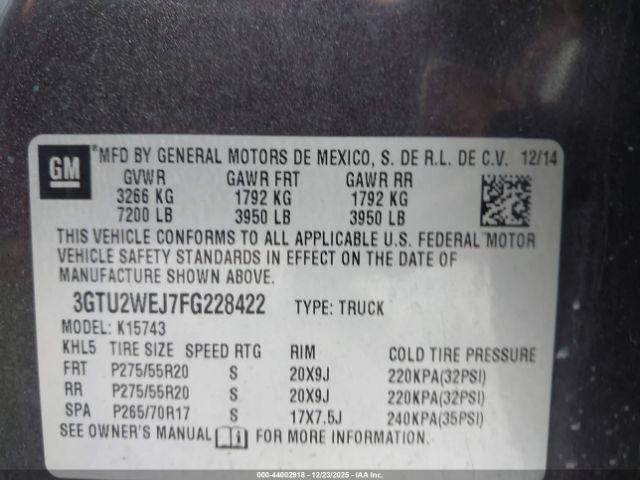 GM *MFD BY GENERAL MOTORS DE MEXICO, S. DE R.L. DE C.V. 12/14
GVWR GAWR FRT GAWR RR
3266 KG 1792 KG 1792 KG
7200 LB 3950 LB 3950 LB
THIS VEHICLE CONFORMS TO ALL APPLICABLE U.S. FEDERAL MOTOR
VEHICLE SAFETY STANDARDS IN EFFECT ON THE DATE OF
MANUFACTURE SHOWN ABOVE.
3GTU2WEJ7FG228422 TYPE: TRUCK
MODEL: K15743
KHL5 TIRE SIZE SPEED RTG RIM COLD TIRE PRESSURE
FRT P275/55R20 S 20X9J 220KPA(32PSI)
RR P275/55R20 S 20X9J 220KPA(32PSI)
SPA P265/70R17 S 17X7.5J 240KPA(35PSI)
SEE OWNER'S MANUAL FOR MORE INFORMATION.
000-44002918 - 12/23/2025 - IAAI.com